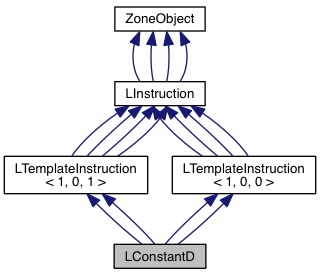 ZoneObject
LInstruction
LTemplateInstruction
< 1, 0, 1 >
LTemplateInstruction
< 1, 0, 0 >
LConstantD